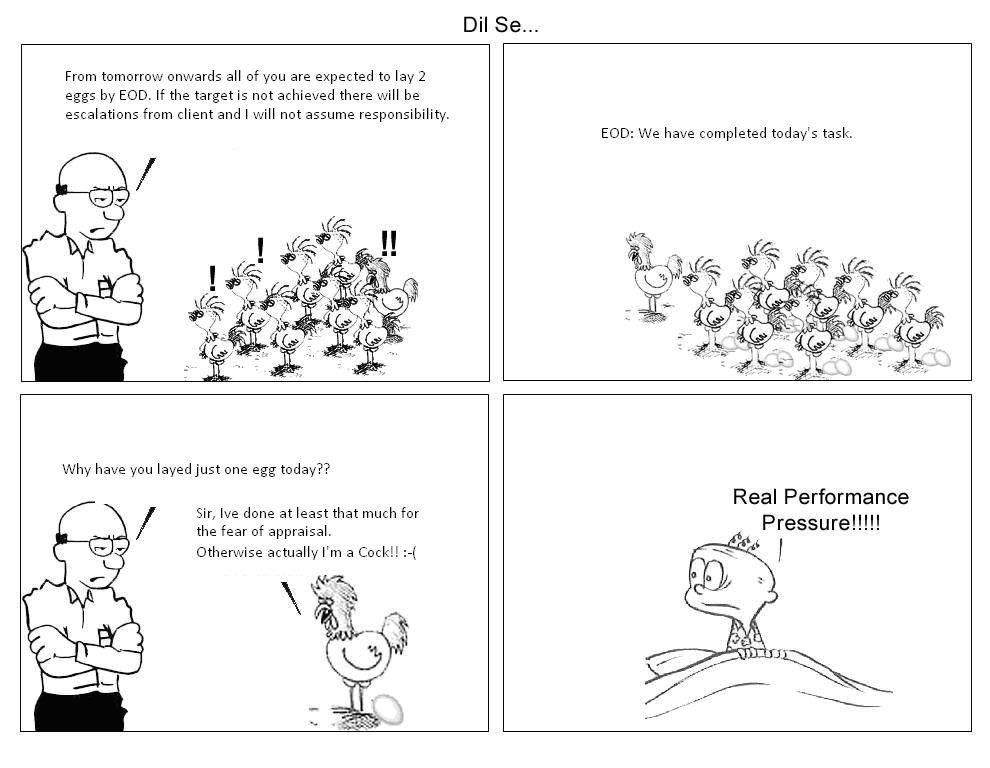 Dil Se...
From tomorrow onwards all of you are expected to lay 2
eggs by EOD. If the target is not achieved there will be
escalations from client and I will not assume responsibility.
!
!
!!
EOD: We have completed today's task.
Why have you layed just one egg today??
Sir, Ive done at least that much for
the fear of appraisal.
Otherwise actually I'm a Cock!! :-(
Real Performance
Pressure!!!!!